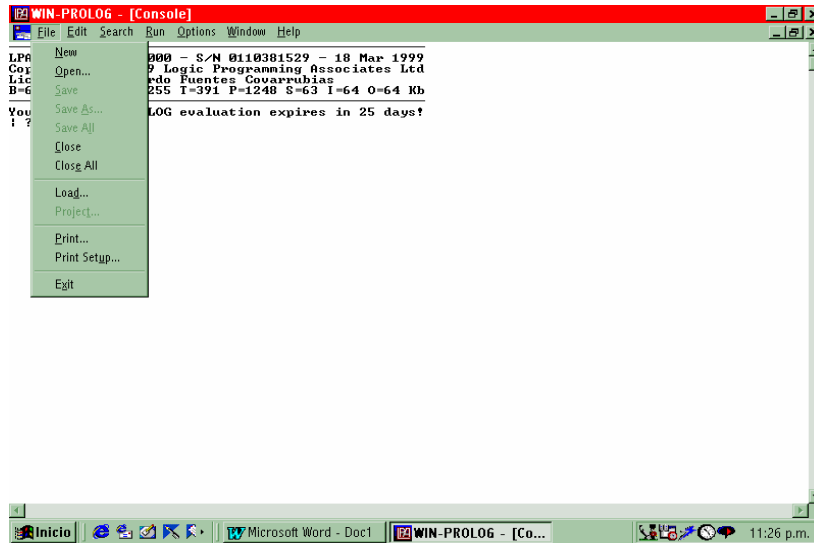 WIN-PROLOG - [Console]
File Edit Search Run Options Window Help
LPA 000 - S/N 0110381529 - 18 Mar 1999
Cop 9 Logic Programming Associates Ltd
Lic rdo Fuentes Covarrubias
B=6 255 T=391 P=1248 S=63 I=64 O=64 Kb
You LOG evaluation expires in 25 days!
| ?
New
Open...
Save
Save As...
Save All
Close
Close All
Load...
Project...
Print...
Print Setup...
Exit
Inicio
Microsoft Word - Doc1
WIN-PROLOG - [Co...
11:26 p.m.